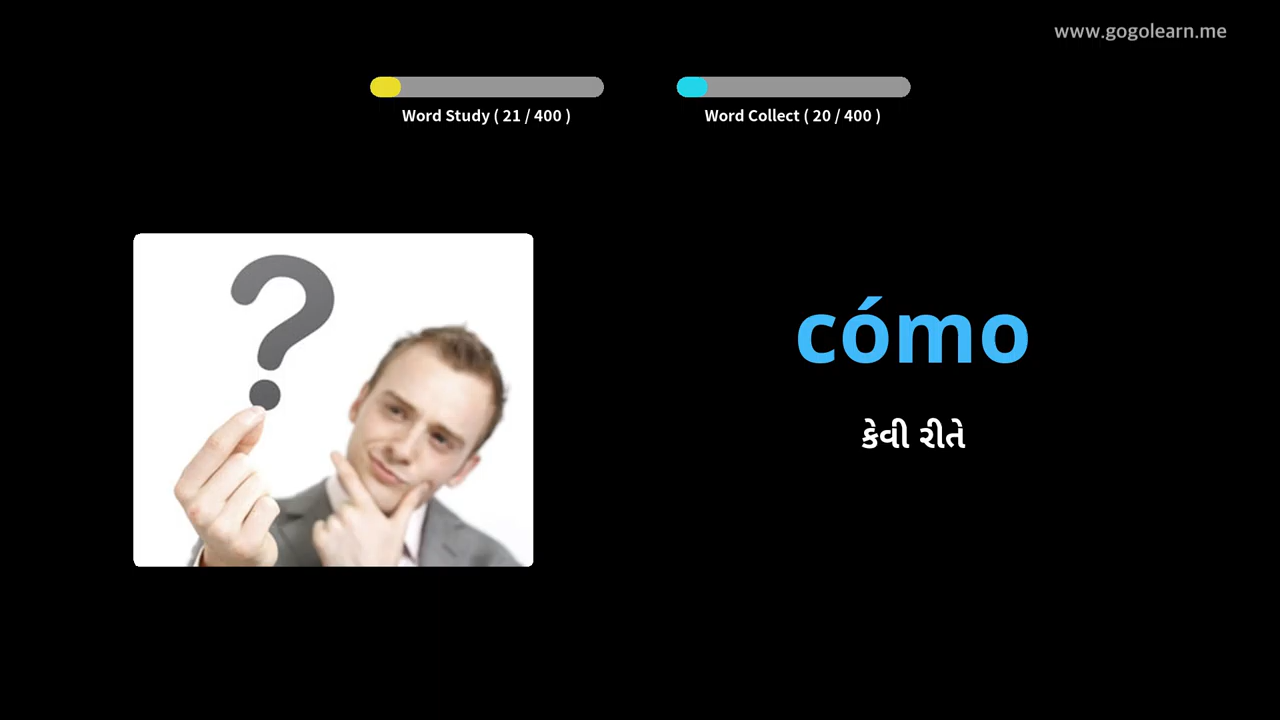 www.gogolearn.me
Word Study ( 21 / 400 )
Word Collect ( 20 / 400 )
?
cómo
કેવી રીતે